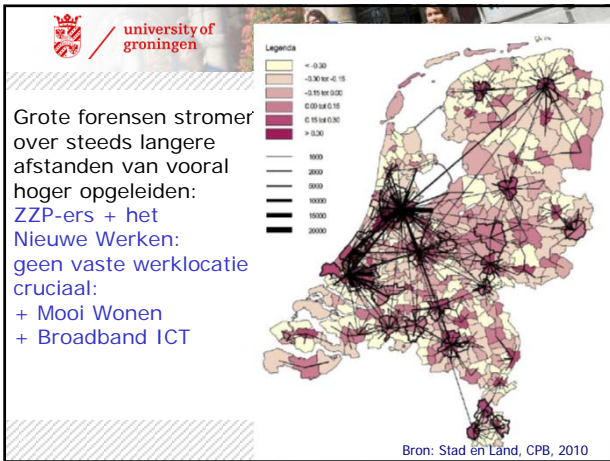 university of
groningen
Grote forensen stromen
over steeds langere
afstanden van vooral
hoger opgeleiden:
ZZP-ers + het
Nieuwe Werken:
geen vaste werklocatie
cruciaal:
+ Mooi Wonen
+ Broadband ICT
Legenda
< -0.30
-0.30 tot -0.15
-0.15 tot 0.00
0.00 tot 0.15
0.15 tot 0.30
> 0.30
1000
2000
5000
10000
15000
20000
Bron: Stad en Land, CPB, 2010